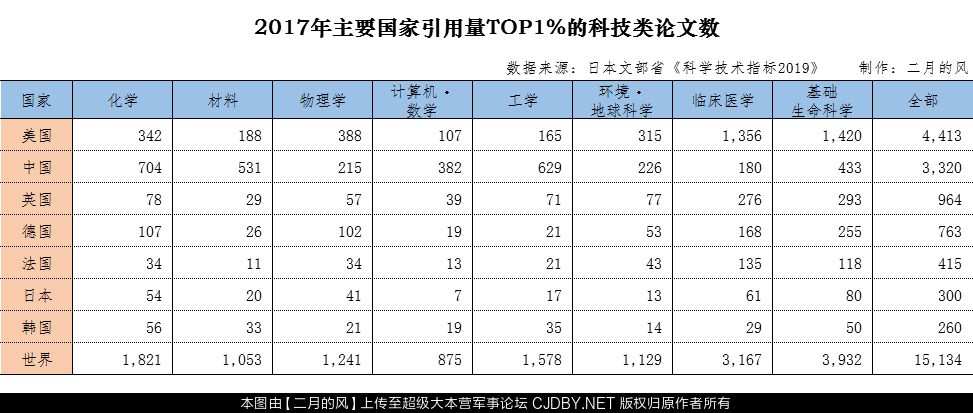 2017年主要国家引用量TOP1%的科技类论文数
数据来源：日本文部省《科学技术指标2019》 制作：二月的风
国家 化学 材料 物理学 计算机・数学 工学 环境・地球科学 临床医学 基础生命科学 全部
美国 342 188 388 107 165 315 1,356 1,420 4,413
中国 704 531 215 382 629 226 180 433 3,320
英国 78 29 57 39 71 77 276 293 964
德国 107 26 102 19 21 53 168 255 763
法国 34 11 34 13 21 43 135 118 415
日本 54 20 41 7 17 13 61 80 300
韩国 56 33 21 19 35 14 29 50 260
世界 1,821 1,053 1,241 875 1,578 1,129 3,167 3,932 15,134
本图由【二月的风】上传至超级大本营军事论坛 CJDBY.NET 版权归原作者所有